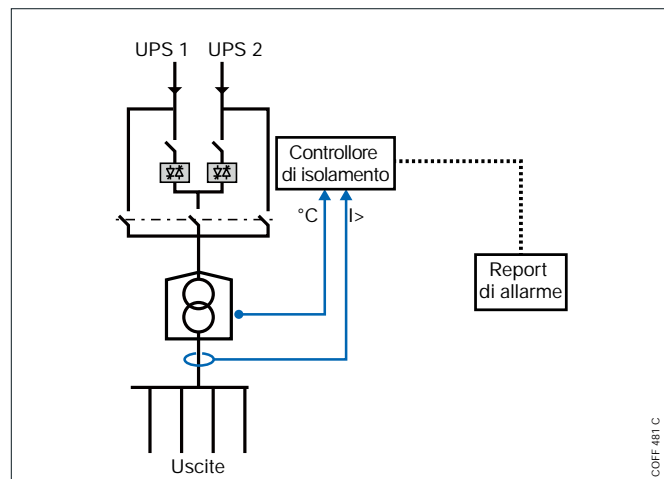 UPS 1 UPS 2
Controllore
di isolamento
°C
I>
Report
di allarme
Uscite
COFF 481 C